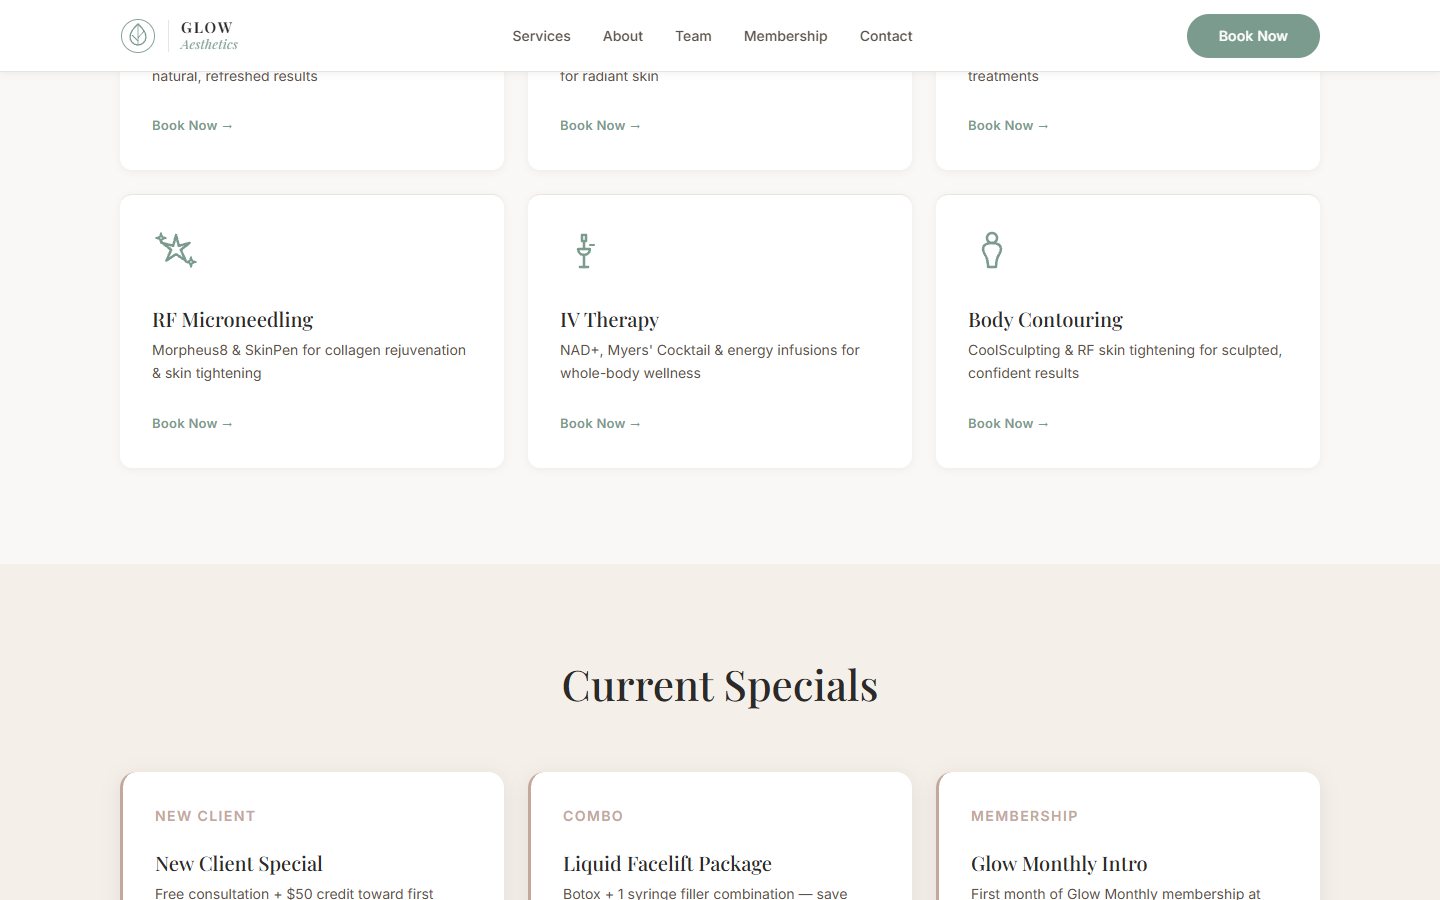 GLOW
Aesthetics
Services
About
Team
Membership
Contact
Book Now
natural, refreshed results
for radiant skin
treatments
Book Now →
Book Now →
Book Now →
RF Microneedling
Morpheus8 & SkinPen for collagen rejuvenation
& skin tightening
Book Now →
IV Therapy
NAD+, Myers' Cocktail & energy infusions for
whole-body wellness
Book Now →
Body Contouring
CoolSculpting & RF skin tightening for sculpted,
confident results
Book Now →
Current Specials
NEW CLIENT
New Client Special
Free consultation + $50 credit toward first
COMBO
Liquid Facelift Package
Botox + 1 syringe filler combination — save
MEMBERSHIP
Glow Monthly Intro
First month of Glow Monthly membership at